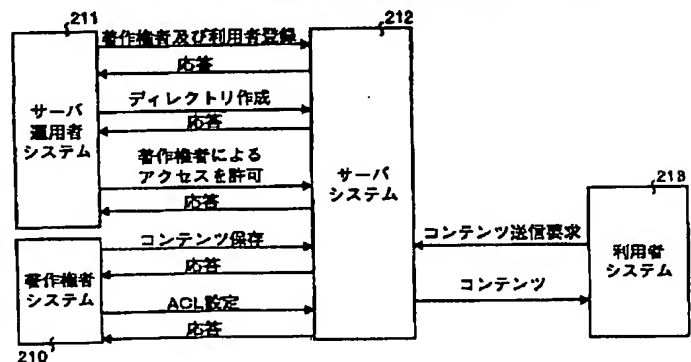 211
212
著作権者及び利用者登録
応答
ディレクトリ作成
応答
サーバ
運用者
システム
著作権者による
アクセスを許可
応答
サーバ
システム
213
コンテンツ保存
応答
コンテンツ送信要求
利用者
システム
著作権者
システム
ACL設定
コンテンツ
応答
210